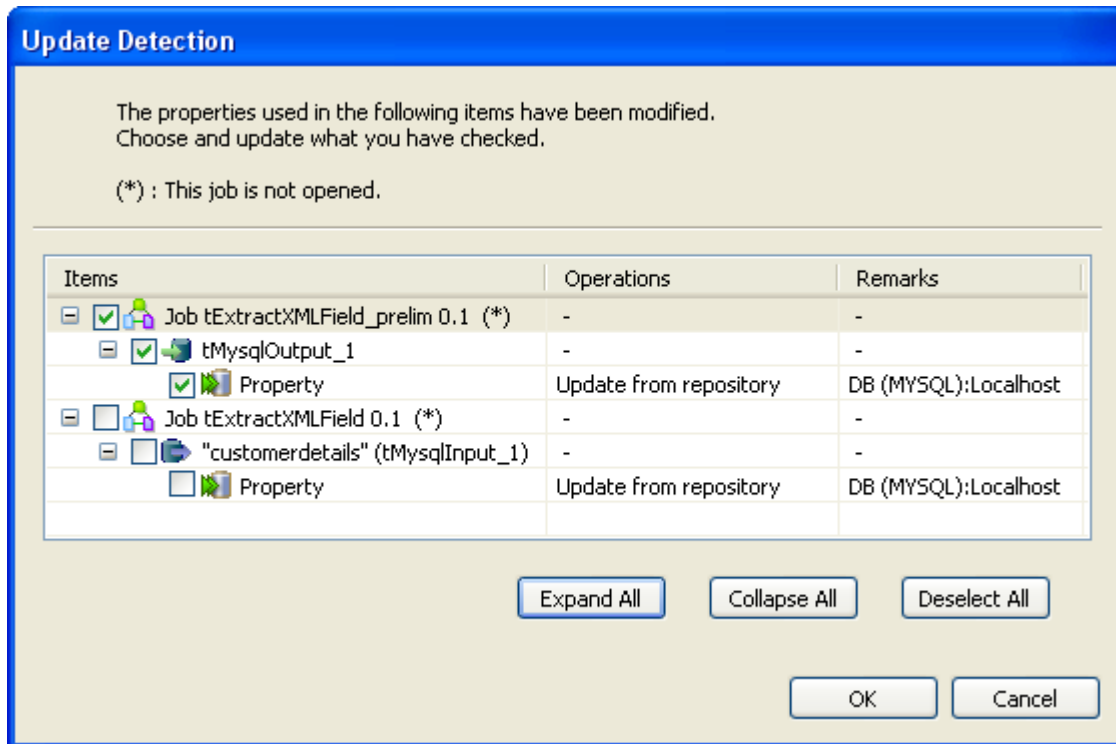 Update Detection
The properties used in the following items have been modified.
Choose and update what you have checked.
(*) : This job is not opened.
Items Operations Remarks
Job tExtractXMLField_prelim 0.1 (*) - -
tMysqlOutput_1 - -
Property Update from repository DB (MYSQL):Localhost
Job tExtractXMLField 0.1 (*) - -
"customerdetails" (tMysqlInput_1) - -
Property Update from repository DB (MYSQL):Localhost
Expand All Collapse All Deselect All
OK Cancel